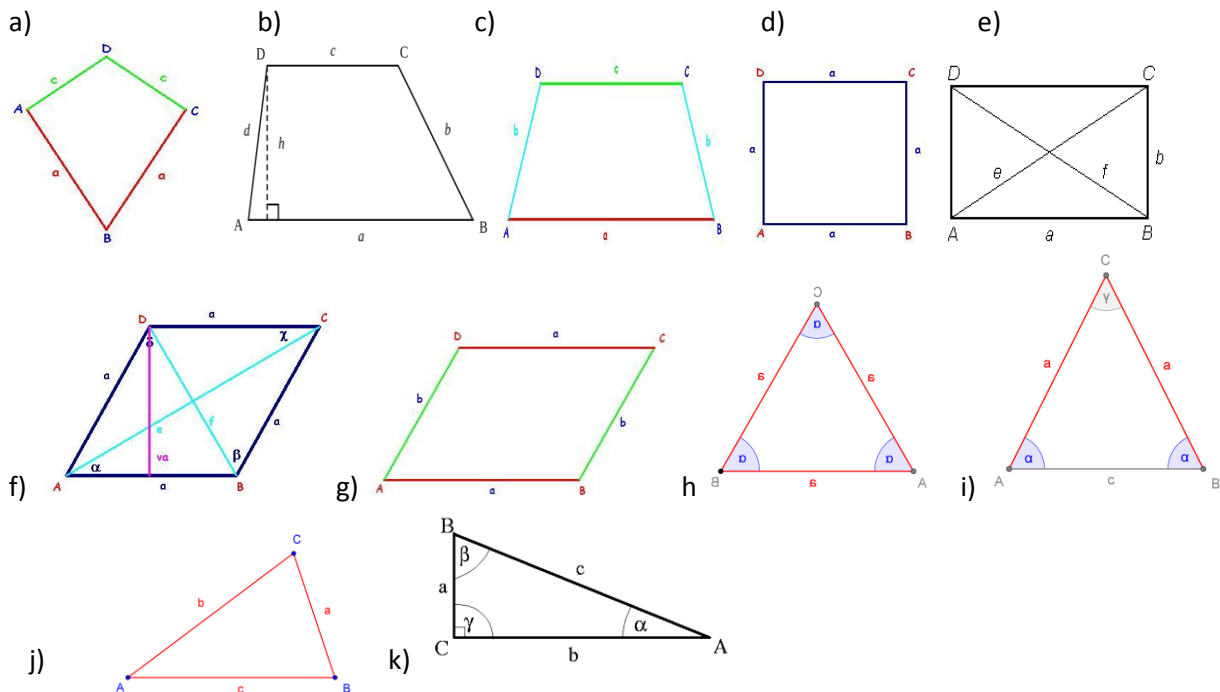 a) b) c) d) e)
D
c c
A C
a a
B
D c C
d h b
A B
a
D c C
b b
A a B
D a C
a a
A a B
D C
e f b
A a B
f)
D a C
δ χ
a f a
e
va
α β
A a B
g)
D a C
b b
A a B
h
C
α
a a
α α
B a A
i)
C
γ
a a
α α
A c B
j)
C
b a
A c B
k)
B
β c
a
γ α
C b A